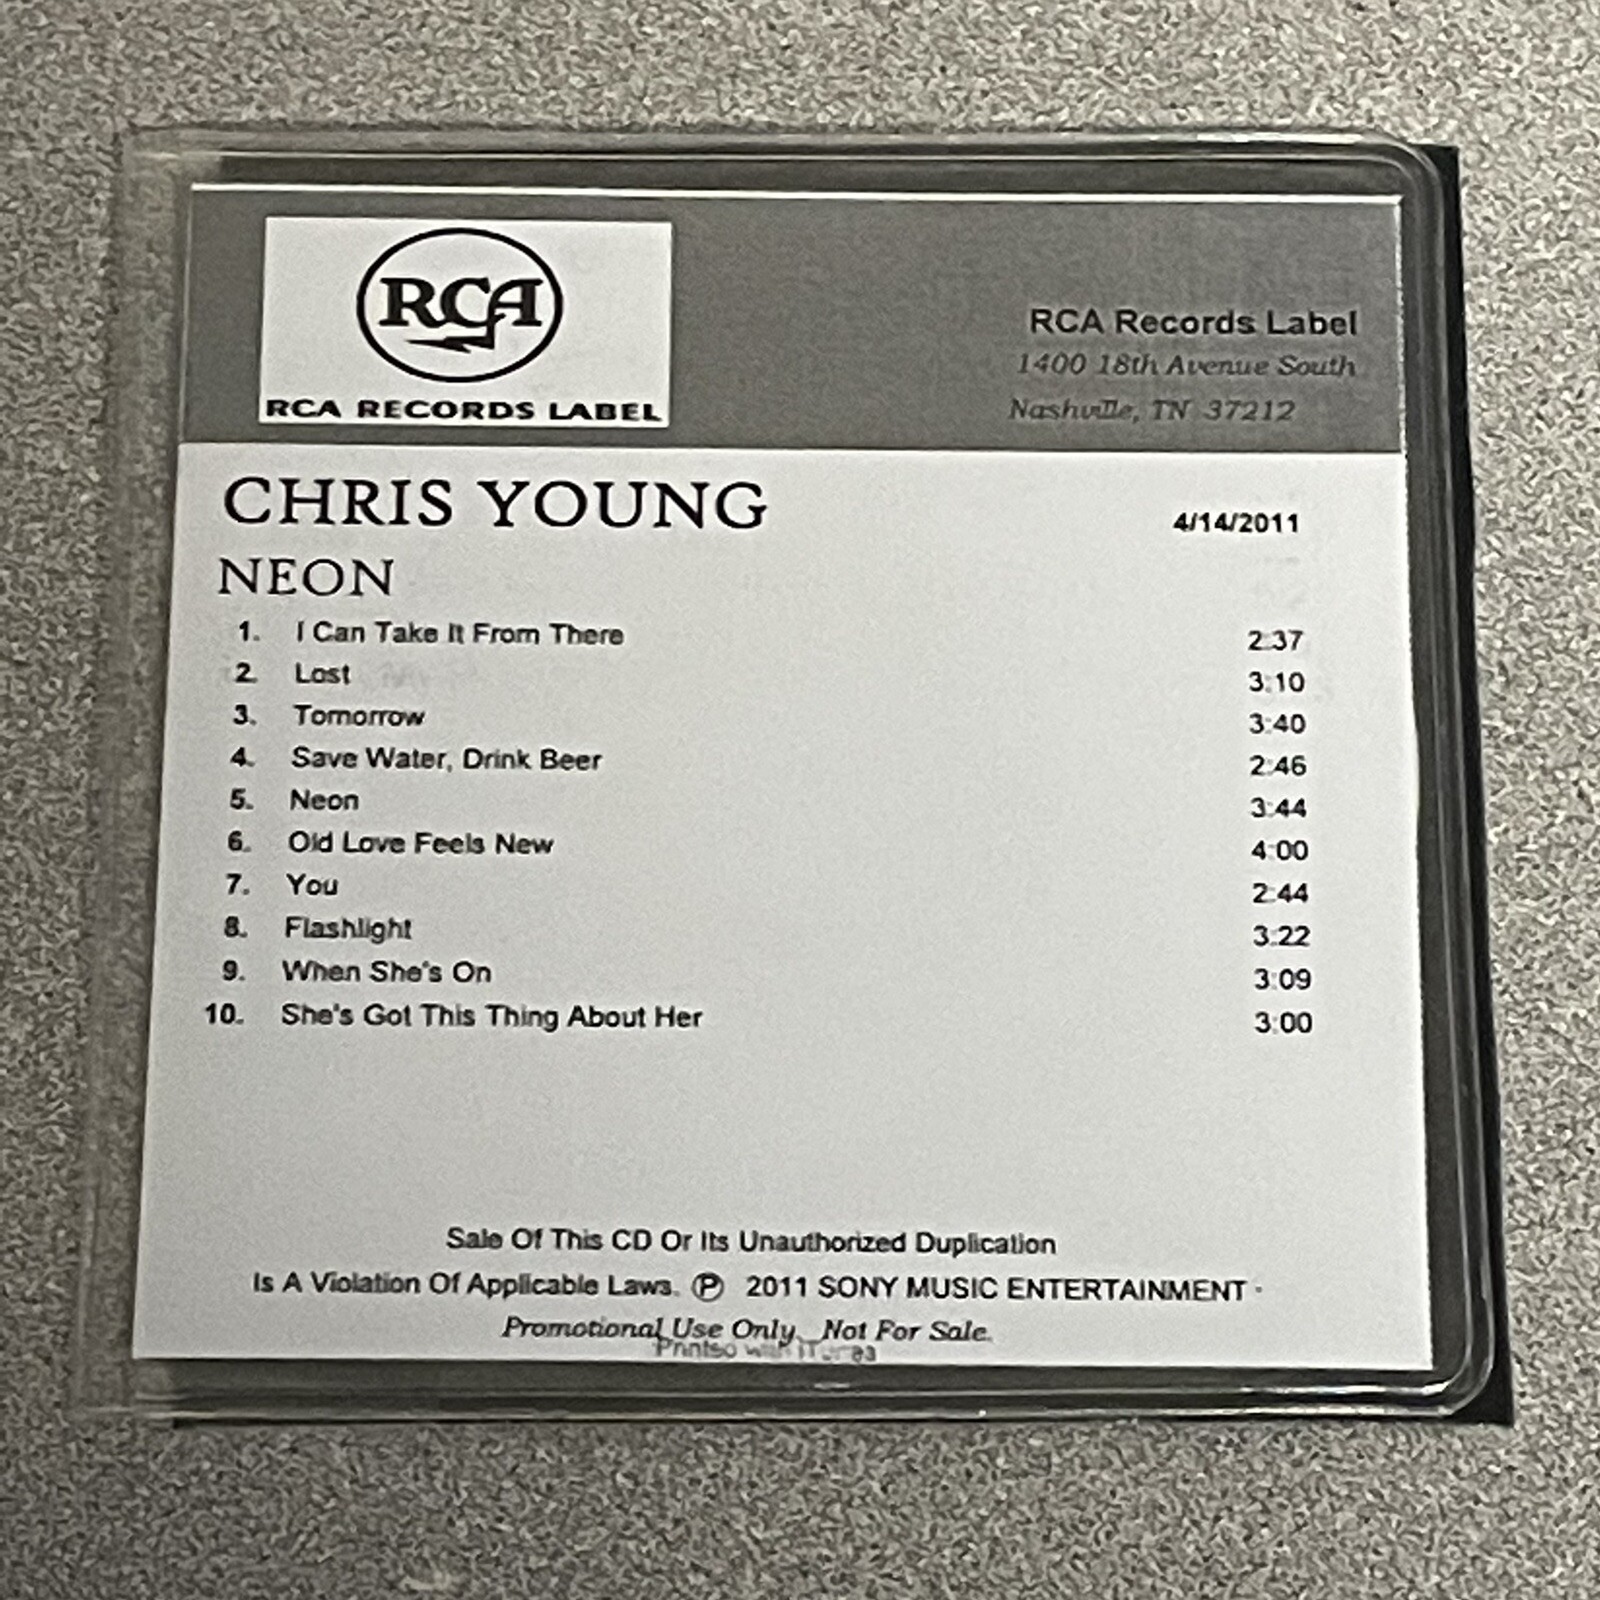 RCA
RCA RECORDS LABEL
RCA Records Label
1400 18th Avenue South
Nashville, TN 37212
CHRIS YOUNG
4/14/2011
NEON
1. I Can Take It From There 2:37
2. Lost 3:10
3. Tomorrow 3:40
4. Save Water, Drink Beer 2:46
5. Neon 3:44
6. Old Love Feels New 4:00
7. You 2:44
8. Flashlight 3:22
9. When She's On 3:09
10. She's Got This Thing About Her 3:00
Sale Of This CD Or Its Unauthorized Duplication
Is A Violation Of Applicable Laws. ℗ 2011 SONY MUSIC ENTERTAINMENT ·
Promotional Use Only. Not For Sale.
Printed with